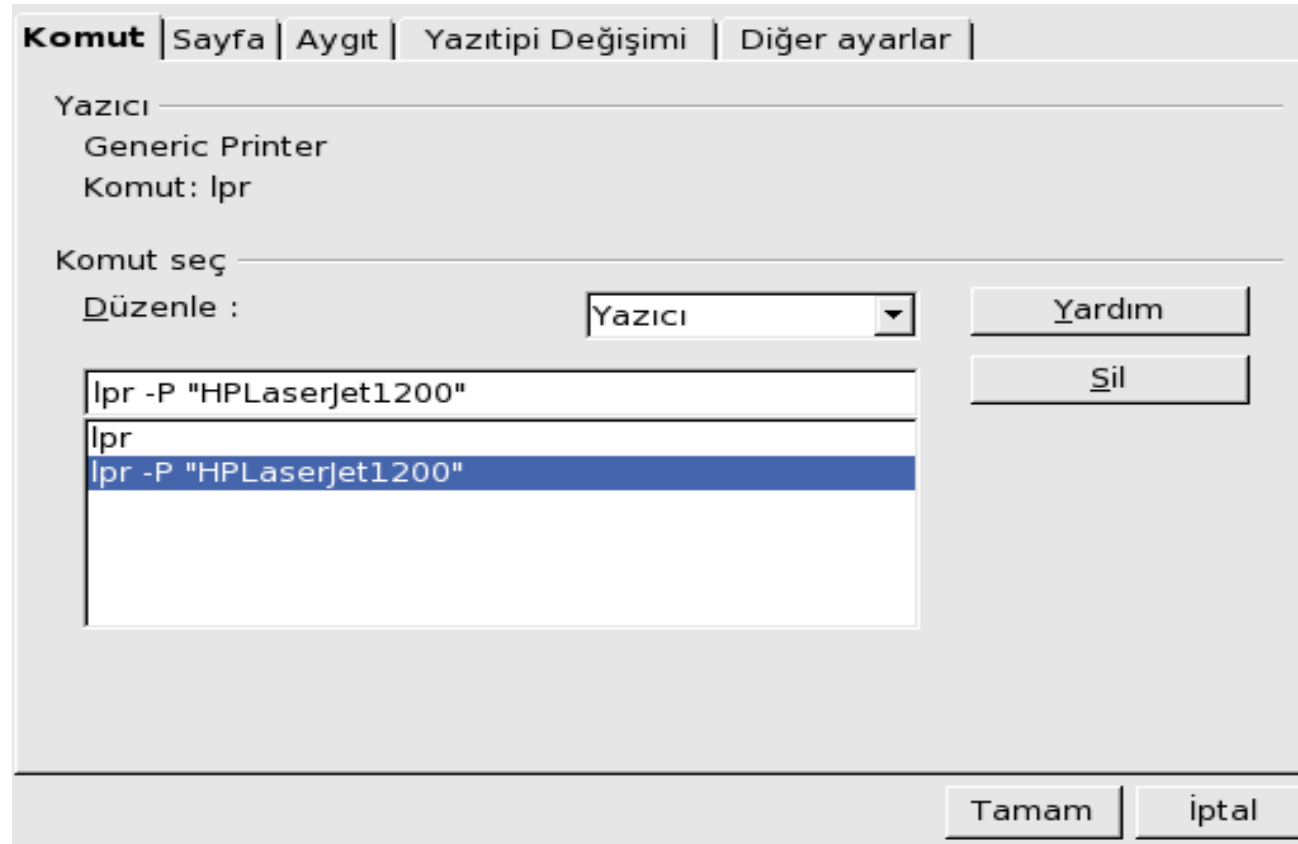 Komut Sayfa Aygıt Yazıtipi Değişimi Diğer ayarlar
Yazıcı
Generic Printer
Komut: lpr
Komut seç
Düzenle : Yazıcı Yardım
Sil
lpr -P "HPLaserJet1200"
lpr
lpr -P "HPLaserJet1200"
Tamam İptal